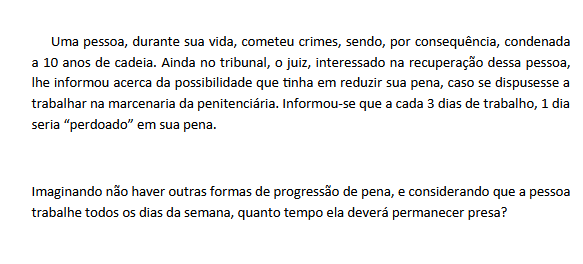 Uma pessoa, durante sua vida, cometeu crimes, sendo, por consequência, condenada
a 10 anos de cadeia. Ainda no tribunal, o juiz, interessado na recuperação dessa pessoa,
lhe informou acerca da possibilidade que tinha em reduzir sua pena, caso se dispusesse a
trabalhar na marcenaria da penitenciária. Informou-se que a cada 3 dias de trabalho, 1 dia
seria “perdoado” em sua pena.
Imaginando não haver outras formas de progressão de pena, e considerando que a pessoa
trabalhe todos os dias da semana, quanto tempo ela deverá permanecer presa?